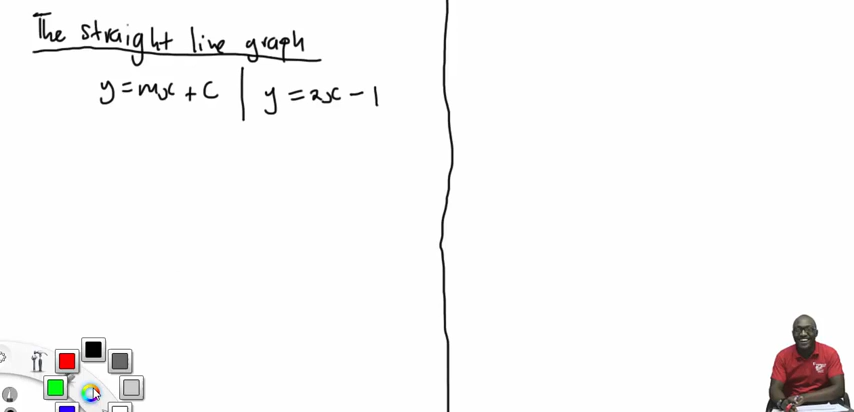 The straight line graph
y = mx + c | y = 2x - 1